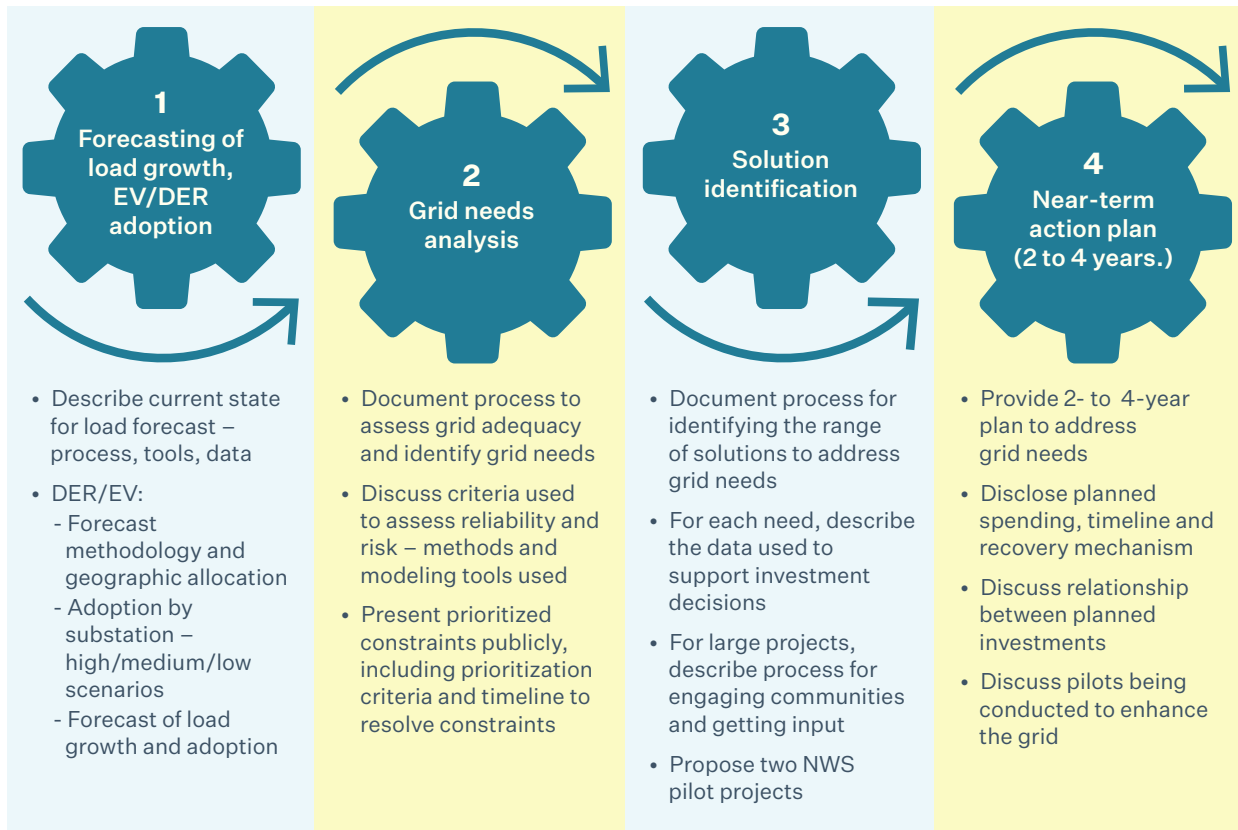 1
Forecasting of
load growth,
EV/DER
adoption
• Describe current state
for load forecast –
process, tools, data
• DER/EV:
- Forecast
methodology and
geographic allocation
- Adoption by
substation –
high/medium/low
scenarios
- Forecast of load
growth and adoption
2
Grid needs
analysis
• Document process to
assess grid adequacy
and identify grid needs
• Discuss criteria used
to assess reliability and
risk – methods and
modeling tools used
• Present prioritized
constraints publicly,
including prioritization
criteria and timeline to
resolve constraints
3
Solution
identification
• Document process for
identifying the range
of solutions to address
grid needs
• For each need, describe
the data used to
support investment
decisions
• For large projects,
describe process for
engaging communities
and getting input
• Propose two NWS
pilot projects
4
Near-term
action plan
(2 to 4 years.)
• Provide 2- to 4-year
plan to address
grid needs
• Disclose planned
spending, timeline and
recovery mechanism
• Discuss relationship
between planned
investments
• Discuss pilots being
conducted to enhance
the grid